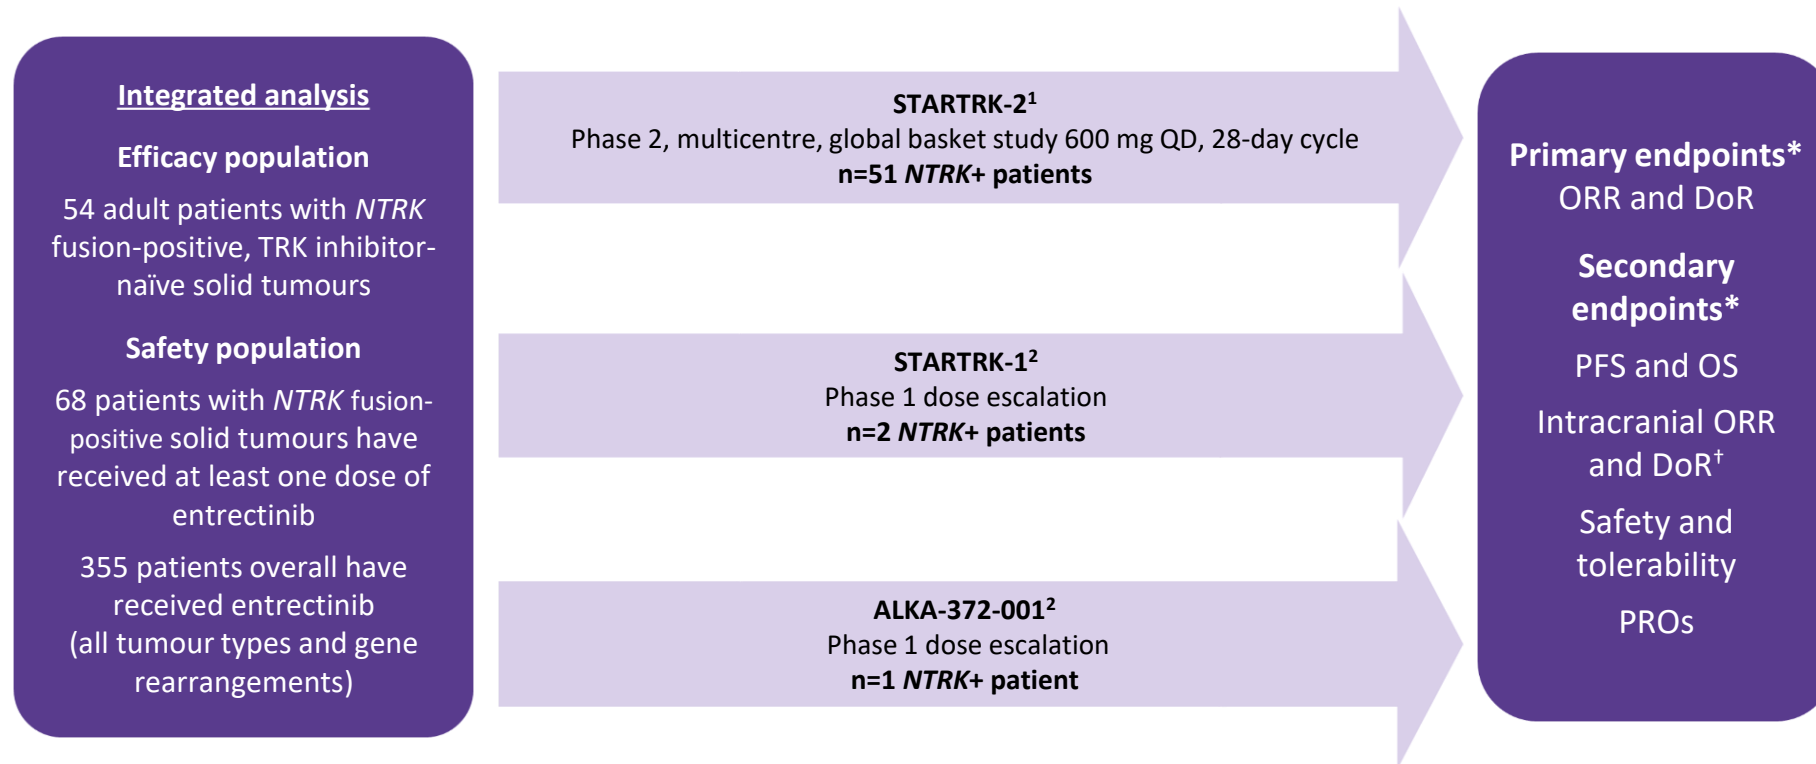 Integrated analysis
Efficacy population
54 adult patients with NTRK
fusion-positive, TRK inhibitor-
naïve solid tumours
Safety population
68 patients with NTRK fusion-
positive solid tumours have
received at least one dose of
entrectinib
355 patients overall have
received entrectinib
(all tumour types and gene
rearrangements)
STARTRK-2¹
Phase 2, multicentre, global basket study 600 mg QD, 28-day cycle
n=51 NTRK+ patients
STARTRK-1²
Phase 1 dose escalation
n=2 NTRK+ patients
ALKA-372-001²
Phase 1 dose escalation
n=1 NTRK+ patient
Primary endpoints*
ORR and DoR
Secondary
endpoints*
PFS and OS
Intracranial ORR
and DoR†
Safety and
tolerability
PROs